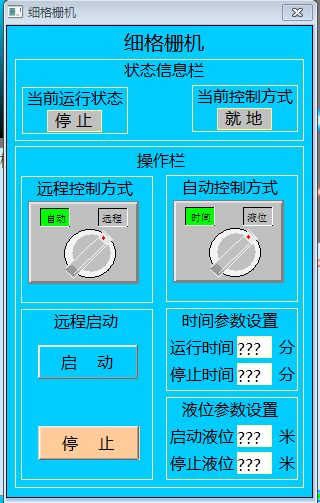 细格栅机
细格栅机
状态信息栏
当前运行状态
停 止
当前控制方式
就 地
操作栏
远程控制方式
自动 远程
自动控制方式
时间 液位
远程启动
启 动
停 止
时间参数设置
运行时间 ??? 分
停止时间 ??? 分
液位参数设置
启动液位 ??? 米
停止液位 ??? 米